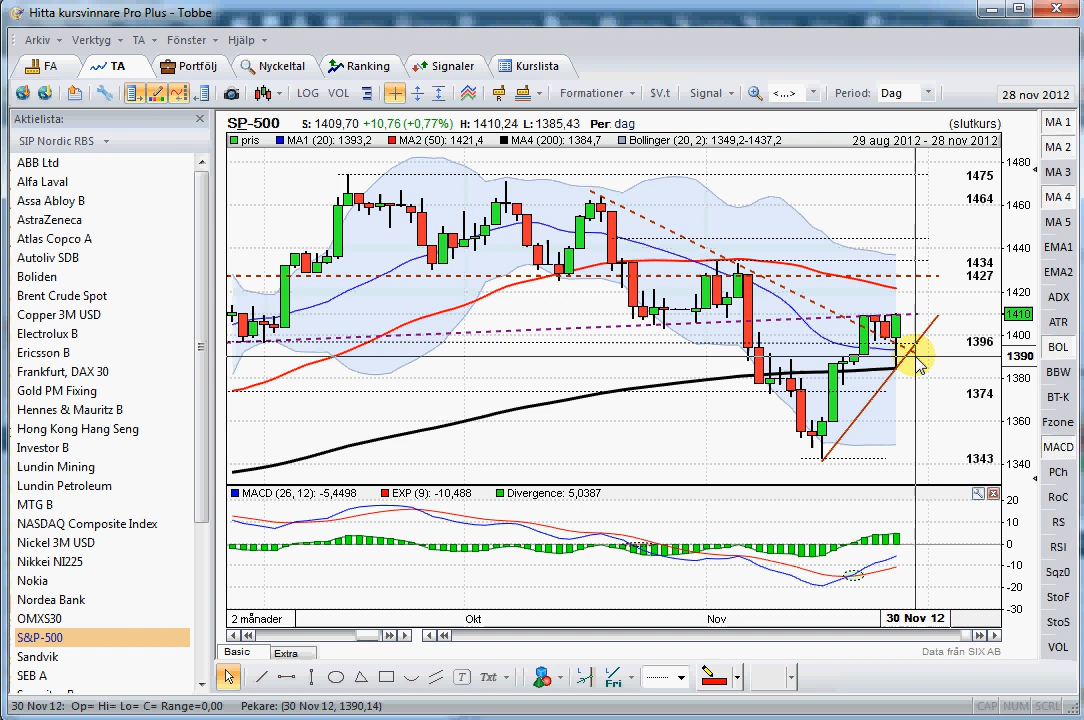 Hitta kursvinnare Pro Plus - Tobbe
Arkiv Verktyg TA Fönster Hjälp
FA TA Portfölj Nyckeltal Ranking Signaler Kurslista
LOG VOL Formationer $V.t Signal <...> Period: Dag 28 nov 2012
Aktielista:
SIP Nordic RBS
ABB Ltd
Alfa Laval
Assa Abloy B
AstraZeneca
Atlas Copco A
Autoliv SDB
Boliden
Brent Crude Spot
Copper 3M USD
Electrolux B
Ericsson B
Frankfurt, DAX 30
Gold PM Fixing
Hennes & Mauritz B
Hong Kong Hang Seng
Investor B
Lundin Mining
Lundin Petroleum
MTG B
NASDAQ Composite Index
Nickel 3M USD
Nikkei NI225
Nokia
Nordea Bank
OMXS30
S&P-500
Sandvik
SEB A
S&P-500 S: 1409,70 +10,76 (+0,77%) H: 1410,24 L: 1385,43 Per: dag (slutkurs)
pris MA1 (20): 1393,2 MA2 (50): 1421,4 MA4 (200): 1384,7 Bollinger (20, 2): 1349,2-1437,2 29 aug 2012 - 28 nov 2012
1480
1475
1464
1460
1440
1434
1427
1420
1410
1400
1396
1390
1380
1374
1360
1343
1340
MACD (26, 12): -5,4498 EXP (9): -10,488 Divergence: 5,0387
20
10
0
-10
-20
-30
2 månader Okt Nov 30 Nov 12
Basic Extra Data från SIX AB
T Txt Fri
MA 1
MA 2
MA 3
MA 4
MA 5
EMA1
EMA2
ADX
ATR
BOL
BBW
BT-K
Fzone
MACD
PCh
RoC
RS
RSI
Sqz0
StoF
StoS
VOL
30 Nov 12: Op= Hi= Lo= C= Range=0,00 Pekare: (30 Nov 12, 1390,14) CAP NUM SCRL